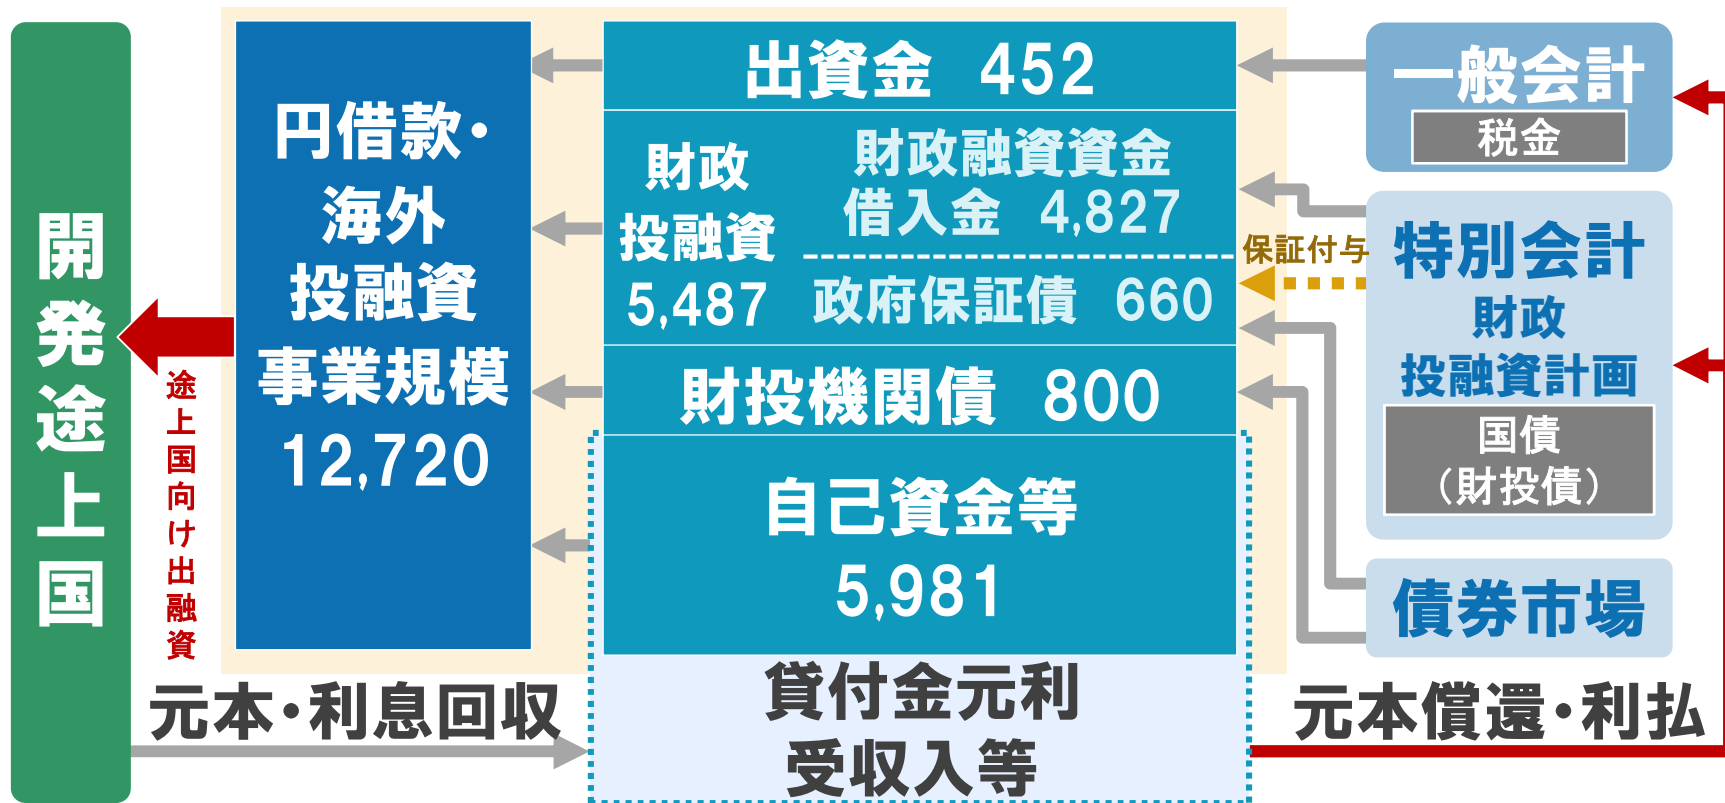 開発途上国
途上国向け出融資
円借款・
海外
投融資
事業規模
12,720
出資金 452
財政
投融資
5,487
財政融資資金
借入金 4,827
政府保証債 660
財投機関債 800
自己資金等
5,981
貸付金元利
受収入等
保証付与
一般会計
税金
特別会計
財政
投融資計画
国債
（財投債）
債券市場
元本・利息回収
元本償還・利払